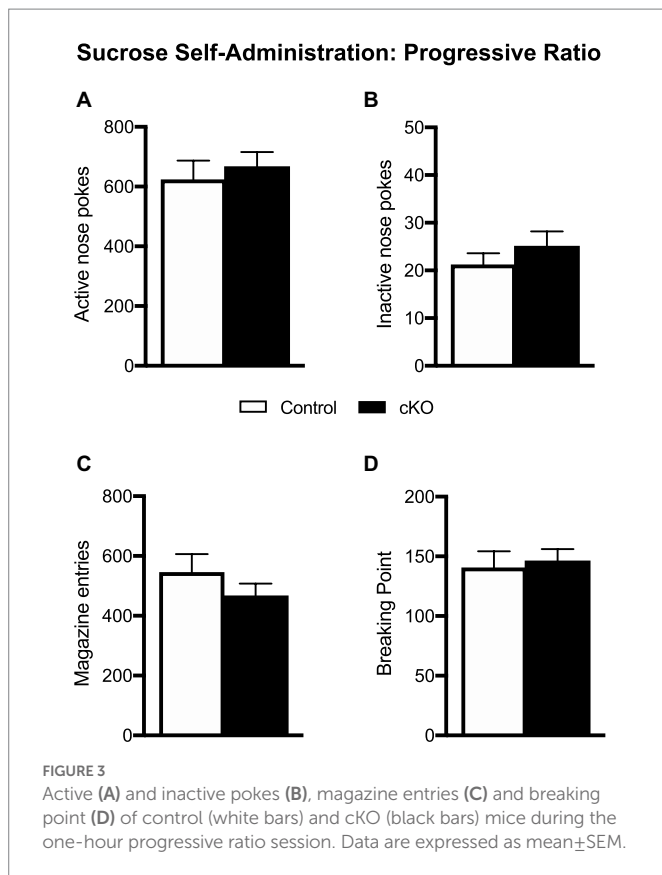 Sucrose Self-Administration: Progressive Ratio
A
B
800
600
400
200
0
Active nose pokes
50
40
30
20
10
0
Inactive nose pokes
Control
cKO
C
D
800
600
400
200
0
Magazine entries
200
150
100
50
0
Breaking Point
FIGURE 3
Active (A) and inactive pokes (B), magazine entries (C) and breaking
point (D) of control (white bars) and cKO (black bars) mice during the
one-hour progressive ratio session. Data are expressed as mean±SEM.